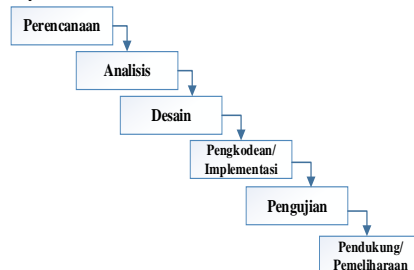 Perencanaan
Analisis
Desain
Pengkodean/
Implementasi
Pengujian
Pendukung/
Pemeliharaan